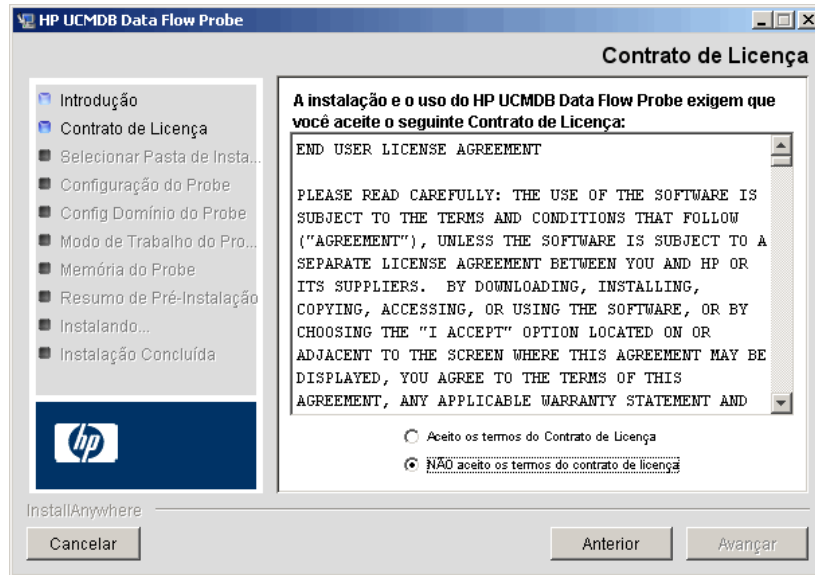 HP UCMDB Data Flow Probe
Contrato de Licença
Introdução
Contrato de Licença
Selecionar Pasta de Insta...
Configuração do Probe
Config Domínio do Probe
Modo de Trabalho do Pro...
Memória do Probe
Resumo de Pré-Instalação
Instalando...
Instalação Concluída
hp
A instalação e o uso do HP UCMDB Data Flow Probe exigem que
você aceite o seguinte Contrato de Licença:
END USER LICENSE AGREEMENT
PLEASE READ CAREFULLY: THE USE OF THE SOFTWARE IS
SUBJECT TO THE TERMS AND CONDITIONS THAT FOLLOW
("AGREEMENT"), UNLESS THE SOFTWARE IS SUBJECT TO A
SEPARATE LICENSE AGREEMENT BETWEEN YOU AND HP OR
ITS SUPPLIERS.  BY DOWNLOADING, INSTALLING,
COPYING, ACCESSING, OR USING THE SOFTWARE, OR BY
CHOOSING THE "I ACCEPT" OPTION LOCATED ON OR
ADJACENT TO THE SCREEN WHERE THIS AGREEMENT MAY BE
DISPLAYED, YOU AGREE TO THE TERMS OF THIS
AGREEMENT, ANY APPLICABLE WARRANTY STATEMENT AND
Aceito os termos do Contrato de Licença
NÃO aceito os termos do contrato de licença
InstallAnywhere
Cancelar
Anterior
Avançar